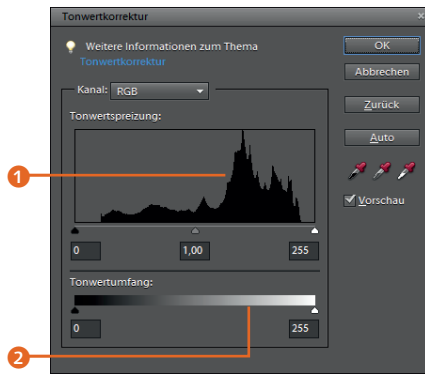 Tonwertkorrektur
x
Weitere Informationen zum Thema
Tonwertkorrektur
OK
Abbrechen
Kanal: RGB
Zurück
Tonwertspreizung:
Auto
1
Vorschau
0 1,00 255
Tonwertumfang:
0 255
2